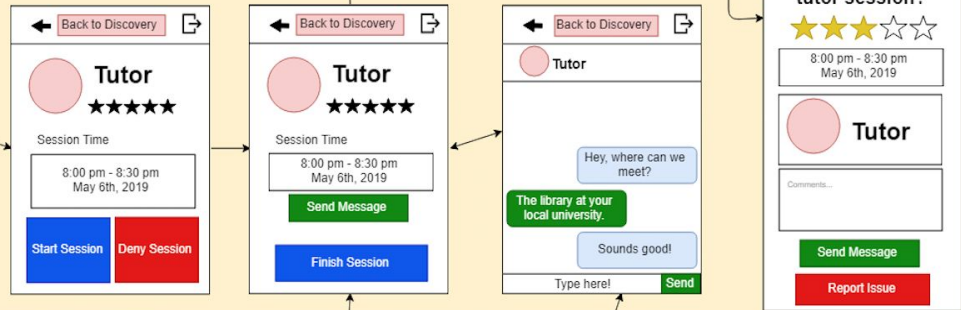 Back to Discovery
Tutor
Session Time
8:00 pm - 8:30 pm
May 6th, 2019
Start Session
Deny Session
Back to Discovery
Tutor
Session Time
8:00 pm - 8:30 pm
May 6th, 2019
Send Message
Finish Session
Back to Discovery
Tutor
Hey, where can we
meet?
The library at your
local university.
Sounds good!
Type here!
Send
tutor session?
8:00 pm - 8:30 pm
May 6th, 2019
Tutor
Comments...
Send Message
Report Issue